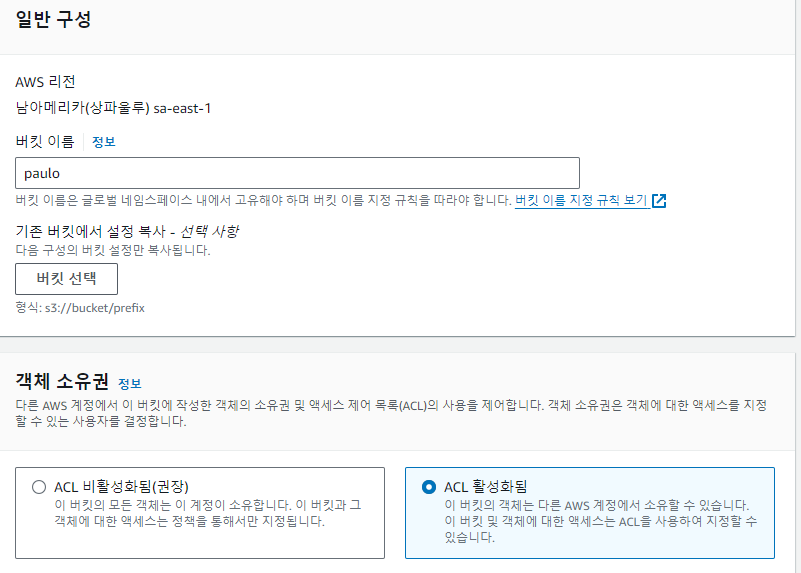 일반 구성
AWS 리전
남아메리카(상파울루) sa-east-1
버킷 이름 정보
paulo
버킷 이름은 글로벌 네임스페이스 내에서 고유해야 하며 버킷 이름 지정 규칙을 따라야 합니다. 버킷 이름 지정 규칙 보기
기존 버킷에서 설정 복사 - 선택 사항
다음 구성의 버킷 설정만 복사됩니다.
버킷 선택
형식: s3://bucket/prefix
객체 소유권 정보
다른 AWS 계정에서 이 버킷에 작성한 객체의 소유권 및 액세스 제어 목록(ACL)의 사용을 제어합니다. 객체 소유권은 객체에 대한 액세스를 지정
할 수 있는 사용자를 결정합니다.
ACL 비활성화됨(권장)
이 버킷의 모든 객체는 이 계정이 소유합니다. 이 버킷과 그
객체에 대한 액세스는 정책을 통해서만 지정됩니다.
ACL 활성화됨
이 버킷의 객체는 다른 AWS 계정에서 소유할 수 있습니다.
이 버킷 및 객체에 대한 액세스는 ACL을 사용하여 지정할 수
있습니다.